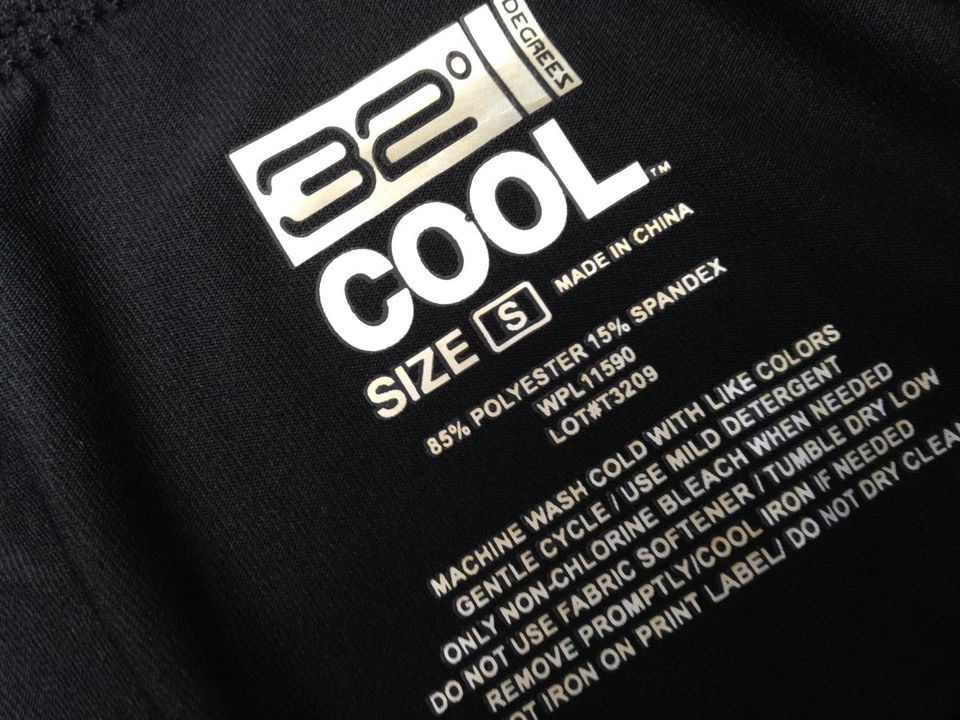 32°
DEGREES
COOL™
SIZE S MADE IN CHINA
85% POLYESTER 15% SPANDEX
WPL11590
LOT#T3209
MACHINE WASH COLD WITH LIKE COLORS
GENTLE CYCLE / USE MILD DETERGENT
ONLY NON-CHLORINE BLEACH WHEN NEEDED
DO NOT USE FABRIC SOFTENER / TUMBLE DRY LOW
REMOVE PROMPTLY/COOL IRON IF NEEDED
OT IRON ON PRINT LABEL/ DO NOT DRY CLEA